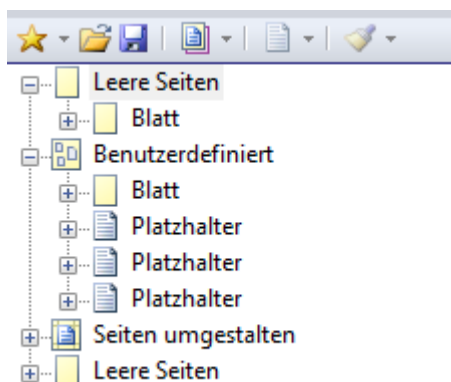 Leere Seiten
Blatt
Benutzerdefiniert
Blatt
Platzhalter
Platzhalter
Platzhalter
Seiten umgestalten
Leere Seiten